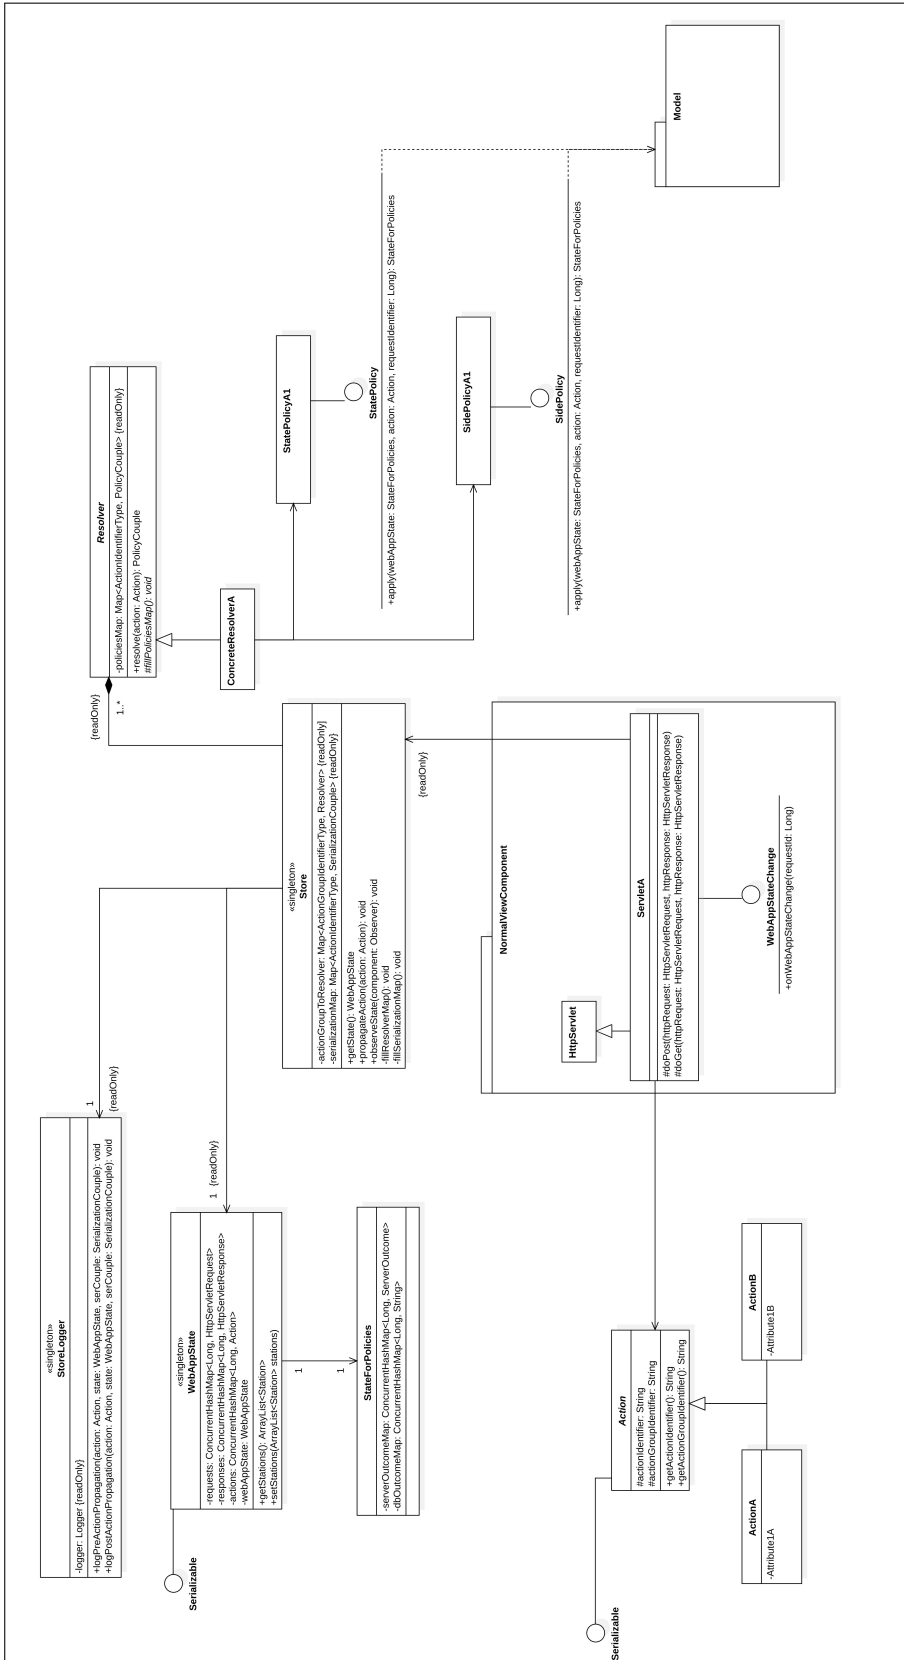 «singleton»
StoreLogger
-logger: Logger {readOnly}
+logPreActionPropagation(action: Action, state: WebAppState, serCouple: SerializationCouple): void
+logPostActionPropagation(action: Action, state: WebAppState, serCouple: SerializationCouple): void
1
{readOnly}
Resolver
-policiesMap: Map<ActionIdentifierType, PolicyCouple> {readOnly}
+resolve(action: Action): PolicyCouple
#fillPoliciesMap(): void
{readOnly}
1..*
«singleton»
WebAppState
-requests: ConcurrentHashMap<Long, HttpServletRequest>
-responses: ConcurrentHashMap<Long, HttpServletResponse>
-actions: ConcurrentHashMap<Long, Action>
-webAppState: WebAppState
+getStations(): ArrayList<Station>
+setStations(ArrayList<Station> stations)
Serializable
1
{readOnly}
1
1
StateForPolicies
-serverOutcomeMap: ConcurrentHashMap<Long, ServerOutcome>
-dbOutcomeMap: ConcurrentHashMap<Long, String>
«singleton»
Store
-actionGroupToResolver: Map<ActionGroupIdentifierType, Resolver> {readOnly]
-serializationMap: Map<ActionIdentifierType, SerializationCouple> {readOnly}
+getState(): WebAppState
+propagateAction(action: Action): void
+observeState(component: Observer): void
-fillResolverMap(): void
-fillSerializationMap(): void
{readOnly}
ConcreteResolverA
StatePolicyA1
StatePolicy
+apply(webAppState: StateForPolicies, action: Action, requestIdentifier: Long): StateForPolicies
SidePolicyA1
SidePolicy
+apply(webAppState: StateForPolicies, action: Action, requestIdentifier: Long): StateForPolicies
Model
NormalViewComponent
HttpServlet
ServletA
#doPost(httpRequest: HttpServletRequest, httpResponse: HttpServletResponse)
#doGet(httpRequest: HttpServletRequest, httpResponse: HttpServletResponse)
WebAppStateChange
+onWebAppStateChange(requestId: Long)
Serializable
Action
#actionIdentifier: String
#actionGroupIdentifier: String
+getActionIdentifier(): String
+getActionGroupIdentifier(): String
ActionA
-Attribute1A
ActionB
-Attribute1B